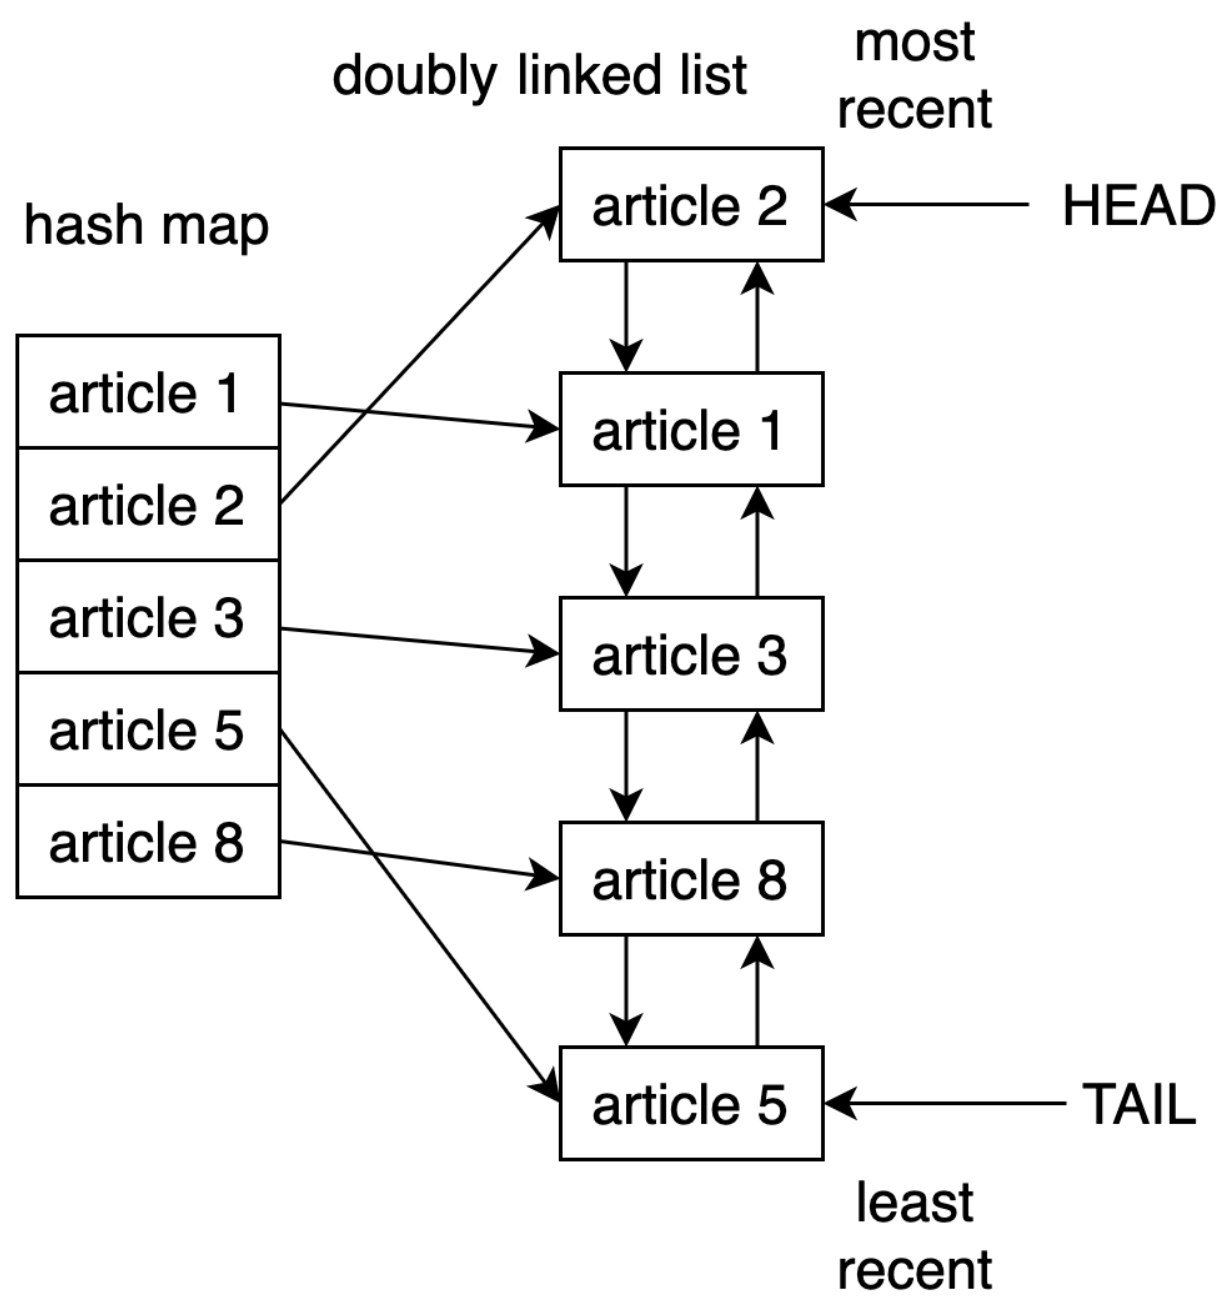 doubly linked list
most
recent
hash map
article 1
article 2
article 3
article 5
article 8
article 2
article 1
article 3
article 8
article 5
HEAD
TAIL
least
recent